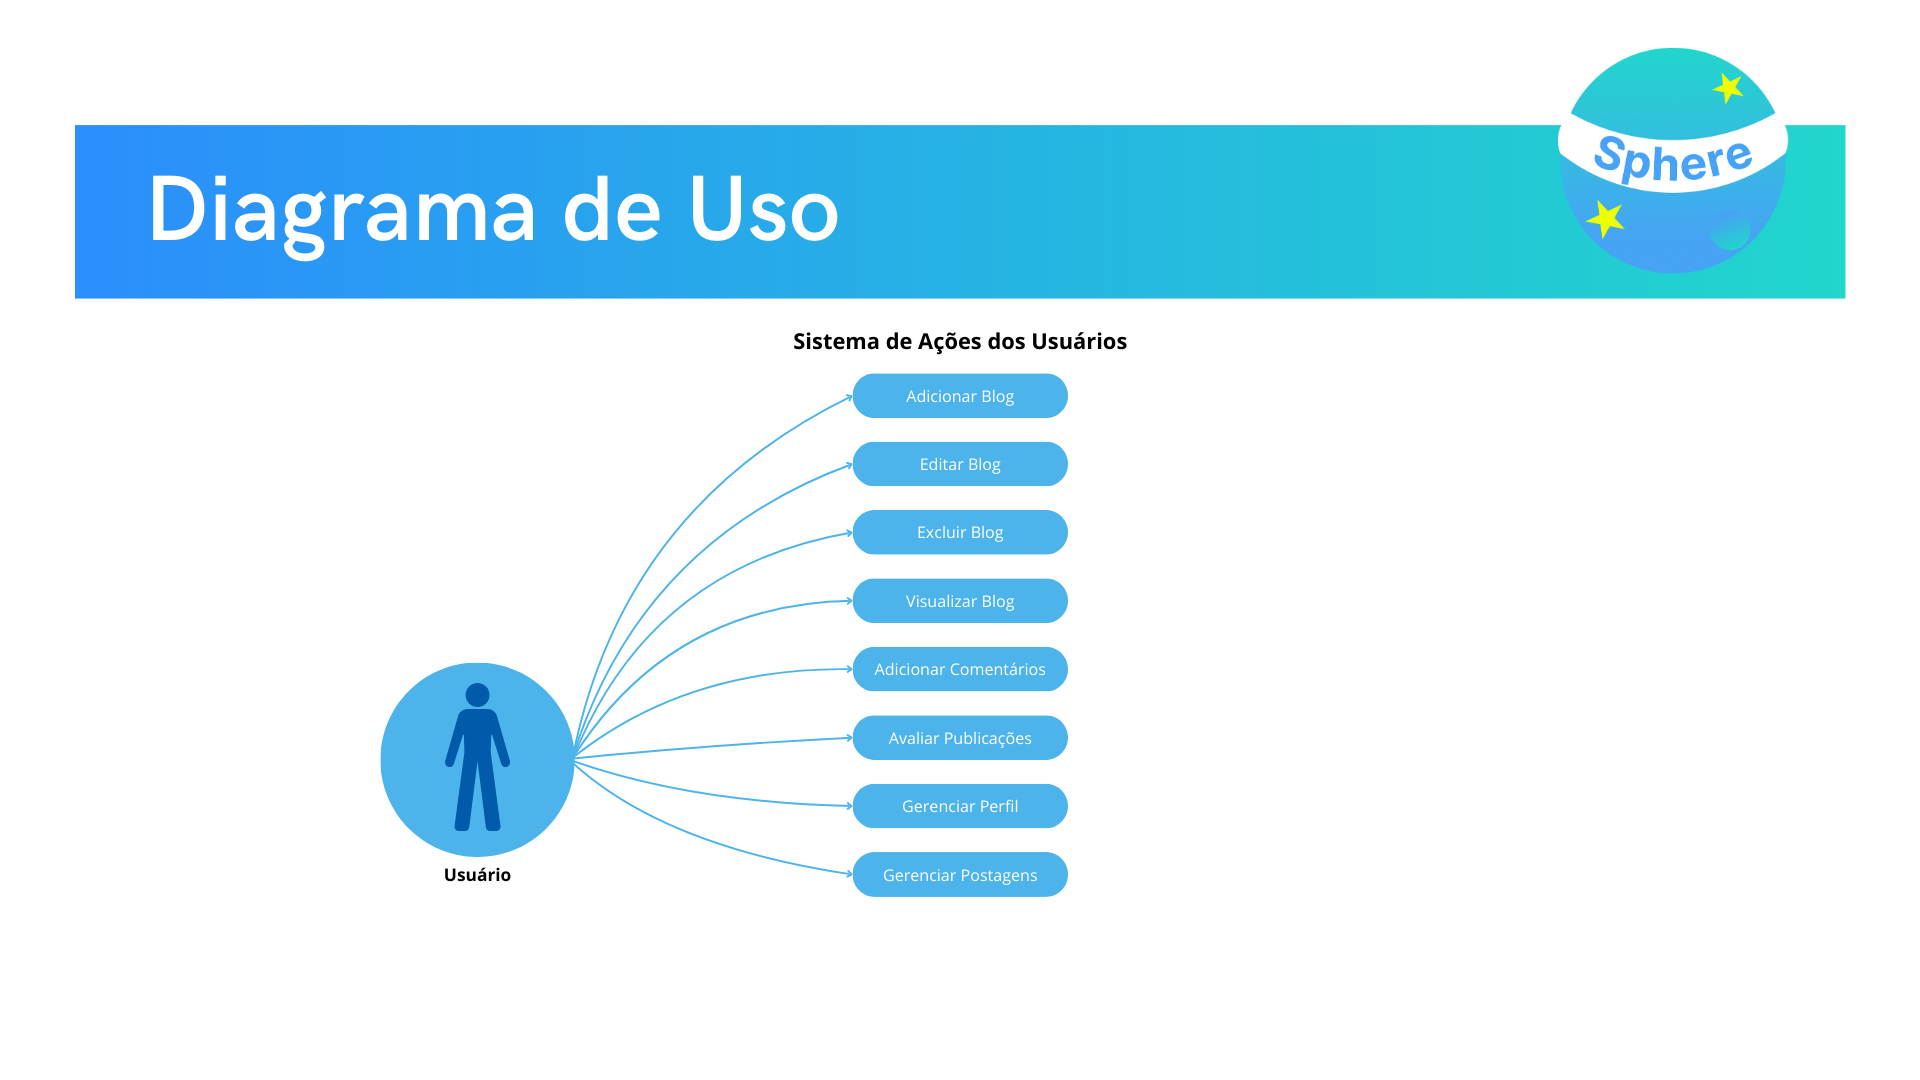 Sphere
Diagrama de Uso
Sistema de Ações dos Usuários
Adicionar Blog
Editar Blog
Excluir Blog
Visualizar Blog
Adicionar Comentários
Avaliar Publicações
Gerenciar Perfil
Gerenciar Postagens
Usuário